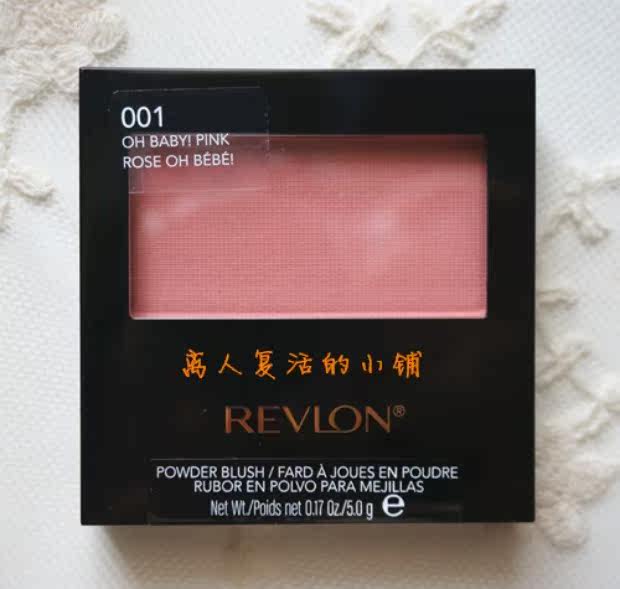 001
OH BABY! PINK
ROSE OH BÉBÉ!
离人复活的小铺
REVLON®
POWDER BLUSH / FARD À JOUES EN POUDRE
RUBOR EN POLVO PARA MEJILLAS
Net Wt./Poids net 0.17 Oz./5.0 g e